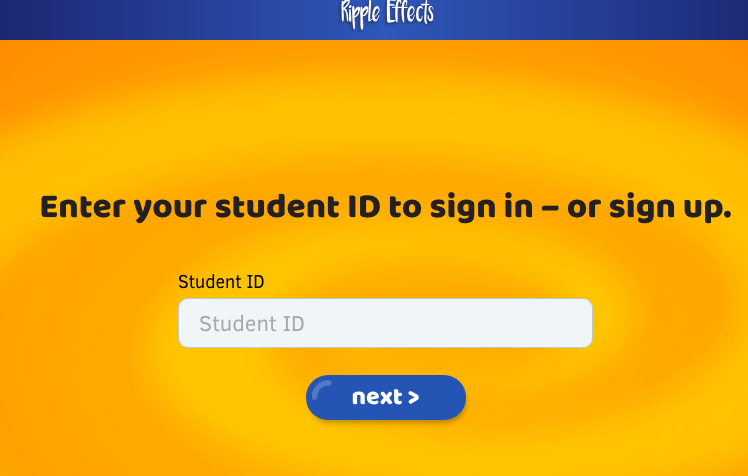 Ripple Effects
Enter your student ID to sign in – or sign up.
Student ID
Student ID
next >